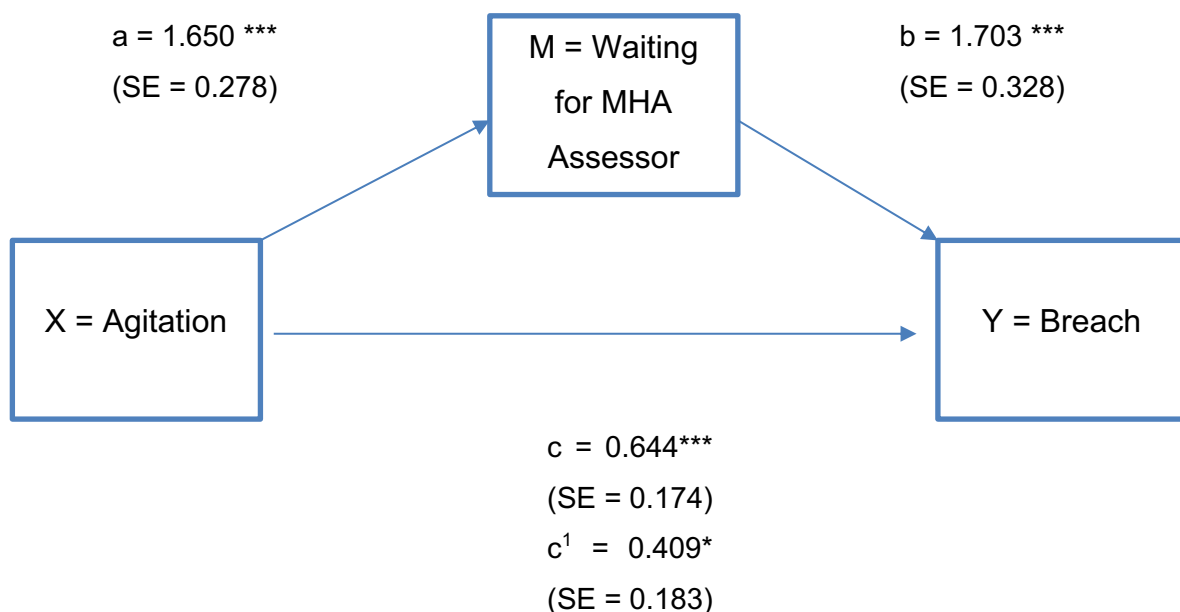 a = 1.650 ***
(SE = 0.278)
M = Waiting
for MHA
Assessor
b = 1.703 ***
(SE = 0.328)
X = Agitation
Y = Breach
c = 0.644***
(SE = 0.174)
c¹ = 0.409*
(SE = 0.183)